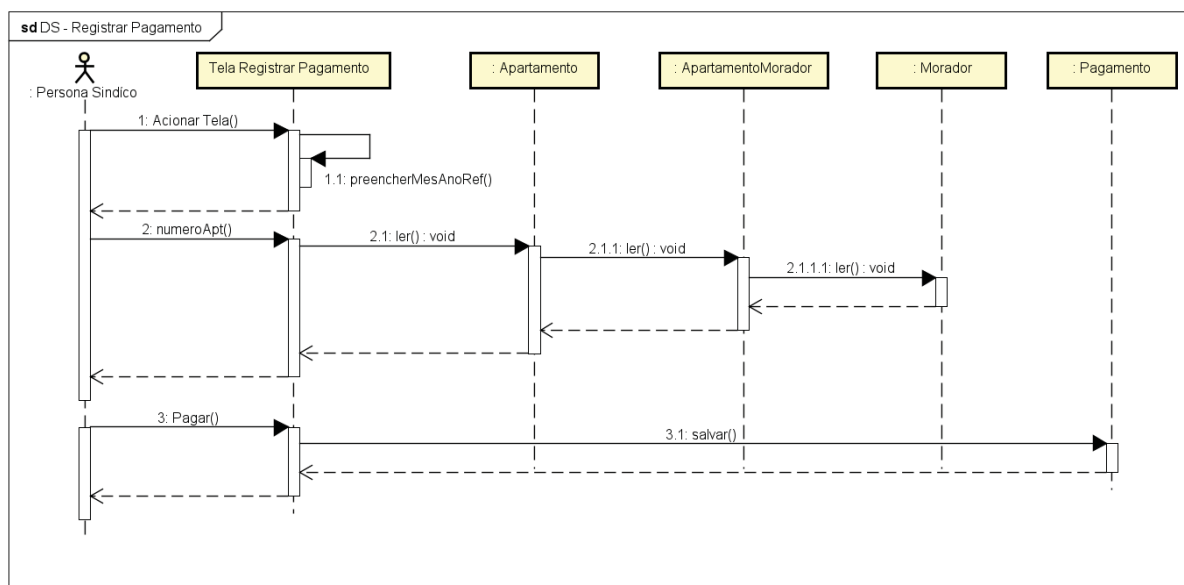 sd DS - Registrar Pagamento
: Persona Sindíco
Tela Registrar Pagamento
: Apartamento
: ApartamentoMorador
: Morador
: Pagamento
1: Acionar Tela()
1.1: preencherMesAnoRef()
2: numeroApt()
2.1: ler() : void
2.1.1: ler() : void
2.1.1.1: ler() : void
3: Pagar()
3.1: salvar()